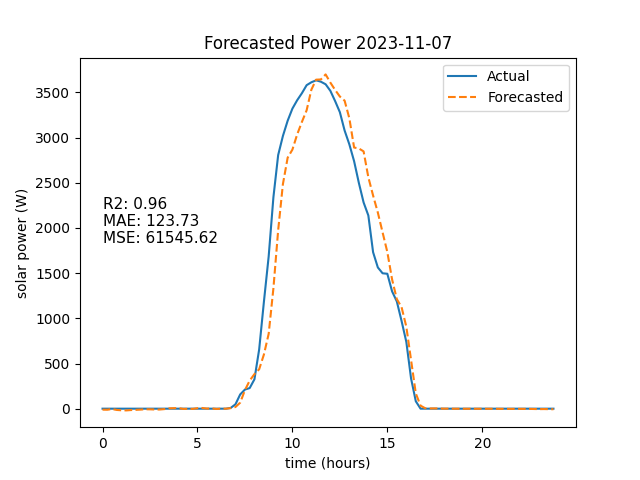 Forecasted Power 2023-11-07
Actual
Forecasted
R2: 0.96
MAE: 123.73
MSE: 61545.62
solar power (W)
3500
3000
2500
2000
1500
1000
500
0
0 5 10 15 20
time (hours)